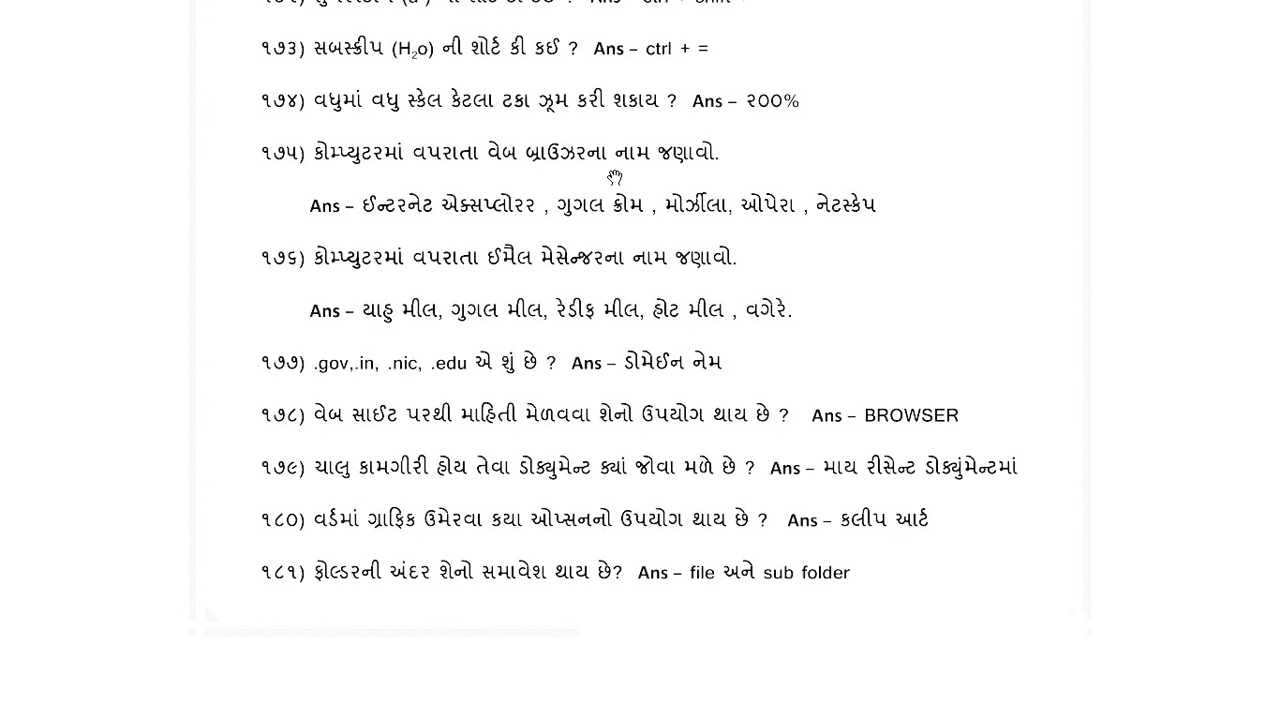 ૧૭૩) સબસ્ક્રીપ (H₂o) ની શોર્ટ કી કઈ ? Ans – ctrl + =
૧૭૪) વધુમાં વધુ સ્કેલ કેટલા ટકા ઝૂમ કરી શકાય ? Ans – ૨૦૦%
૧૭૫) કોમ્પ્યુટરમાં વપરાતા વેબ બ્રાઉઝરના નામ જણાવો.
Ans – ઈન્ટરનેટ એક્સપ્લોરર , ગુગલ ક્રોમ , મોર્ઝીલા, ઓપેરા , નેટસ્કેપ
૧૭૬) કોમ્પ્યુટરમાં વપરાતા ઈમૈલ મેસેન્જરના નામ જણાવો.
Ans – યાહુ મીલ, ગુગલ મીલ, રેડીફ મીલ, હોટ મીલ , વગેરે.
૧૭૭) .gov,.in, .nic, .edu એ શું છે ? Ans – ડોમેઈન નેમ
૧૭૮) વેબ સાઈટ પરથી માહિતી મેળવવા શેનો ઉપયોગ થાય છે ? Ans – BROWSER
૧૭૯) ચાલુ કામગીરી હોય તેવા ડોક્યુમેન્ટ ક્યાં જોવા મળે છે ? Ans – માય રીસેન્ટ ડોક્યુંમેન્ટમાં
૧૮૦) વર્ડમાં ગ્રાફિક ઉમેરવા કયા ઓપ્સનનો ઉપયોગ થાય છે ? Ans – કલીપ આર્ટ
૧૮૧) ફોલ્ડરની અંદર શેનો સમાવેશ થાય છે? Ans – file અને sub folder